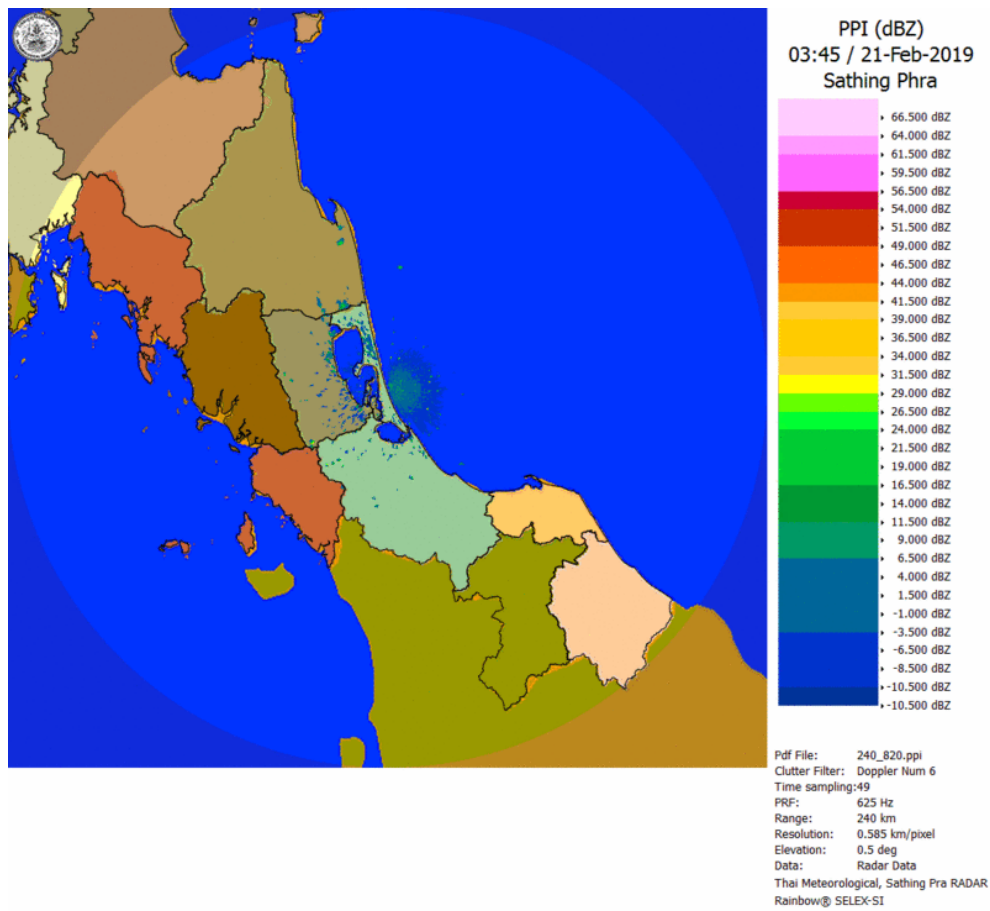 PPI (dBZ)
03:45 / 21-Feb-2019
Sathing Phra
66.500 dBZ
64.000 dBZ
61.500 dBZ
59.500 dBZ
56.500 dBZ
54.000 dBZ
51.500 dBZ
49.000 dBZ
46.500 dBZ
44.000 dBZ
41.500 dBZ
39.000 dBZ
36.500 dBZ
34.000 dBZ
31.500 dBZ
29.000 dBZ
26.500 dBZ
24.000 dBZ
21.500 dBZ
19.000 dBZ
16.500 dBZ
14.000 dBZ
11.500 dBZ
9.000 dBZ
6.500 dBZ
4.000 dBZ
1.500 dBZ
-1.000 dBZ
-3.500 dBZ
-6.500 dBZ
-8.500 dBZ
-10.500 dBZ
-10.500 dBZ
Pdf File: 240_820.ppi
Clutter Filter: Doppler Num 6
Time sampling:49
PRF: 625 Hz
Range: 240 km
Resolution: 0.585 km/pixel
Elevation: 0.5 deg
Data: Radar Data
Thai Meteorological, Sathing Pra RADAR
Rainbow® SELEX-SI